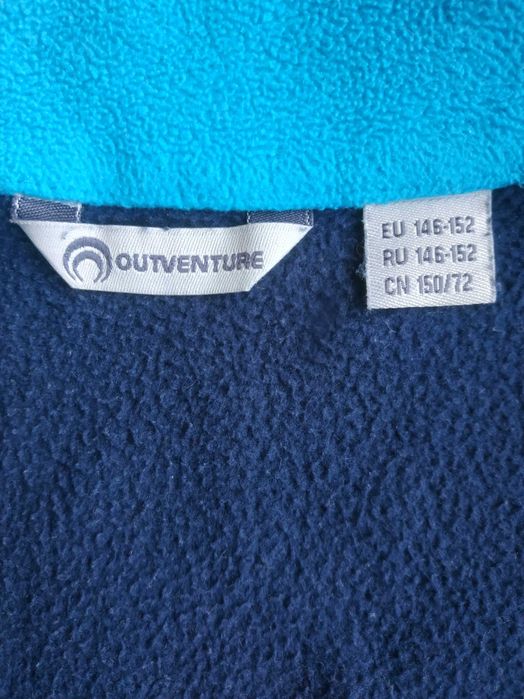 OUTVENTURE
EU 146-152
RU 146-152
CN 150/72